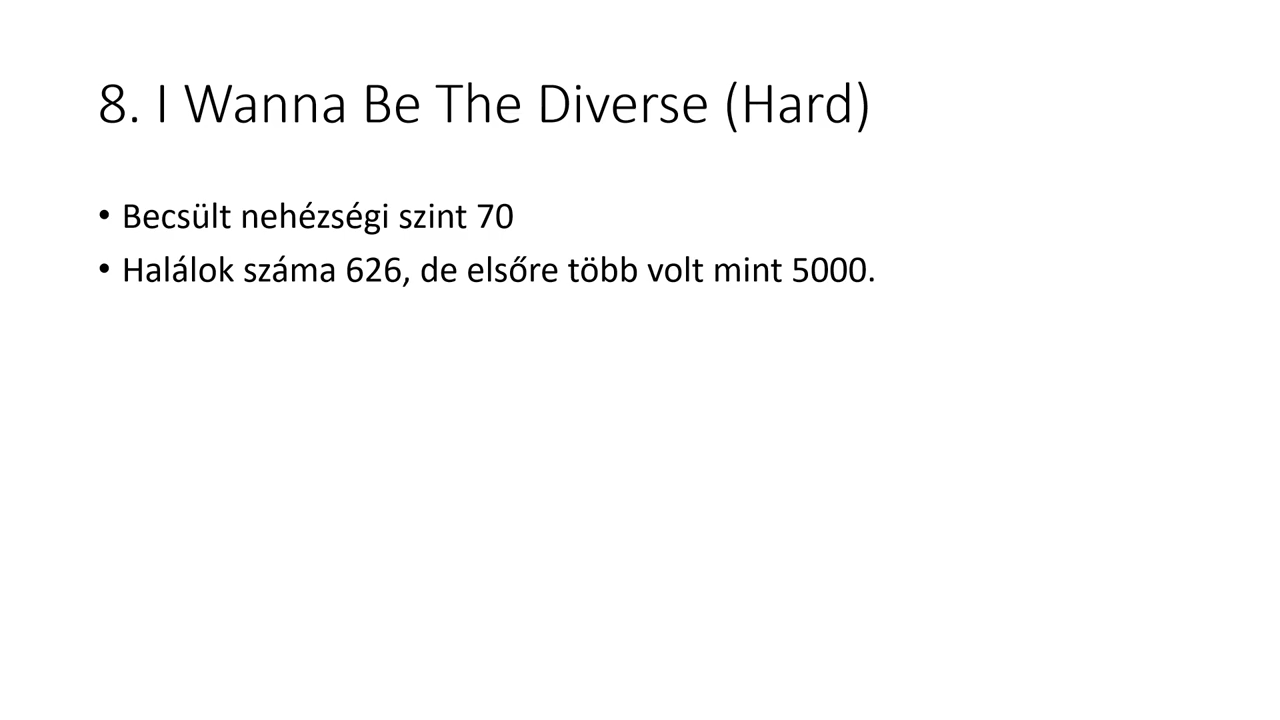 8. I Wanna Be The Diverse (Hard)
• Becsült nehézségi szint 70
• Halálok száma 626, de elsőre több volt mint 5000.